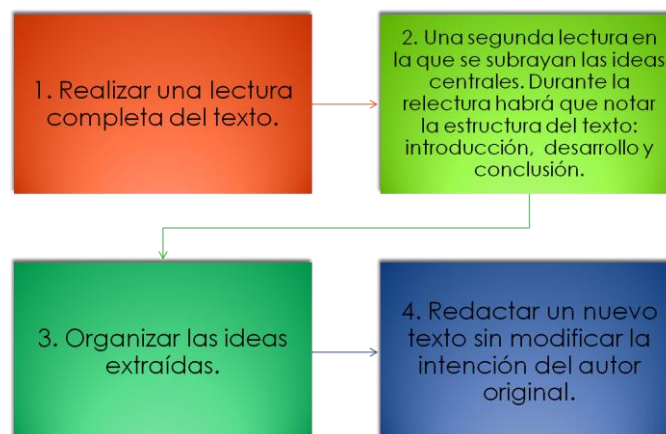 1. Realizar una lectura
completa del texto.
2. Una segunda lectura en
la que se subrayan las ideas
centrales. Durante la
relectura habrá que notar
la estructura del texto:
introducción, desarrollo y
conclusión.
3. Organizar las ideas
extraídas.
4. Redactar un nuevo
texto sin modificar la
intención del autor
original.